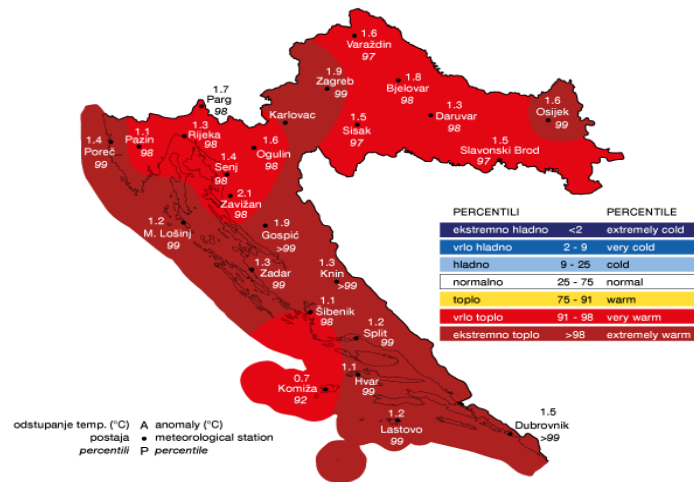 1.6
Varaždin
97
1.9
Zagreb
99
1.8
Bjelovar
98
1.7
Parg
98
1.6
Osijek
99
Karlovac
1.5
Sisak
97
1.3
Daruvar
98
1.4
Poreč
99
1.1
Pazin
98
1.3
Rijeka
98
1.6
Ogulin
98
1.5
Slavonski Brod
97
1.4
Senj
98
2.1
Zavižan
98
1.2
M. Lošinj
99
1.9
Gospić
>99
1.3
Zadar
99
1.3
Knin
>99
1.1
Šibenik
98
1.2
Split
99
0.7
Komiža
92
1.1
Hvar
99
1.2
Lastovo
99
1.5
Dubrovnik
>99
PERCENTILI PERCENTILE
ekstremno hladno <2 extremely cold
vrlo hladno 2 - 9 very cold
hladno 9 - 25 cold
normalno 25 - 75 normal
toplo 75 - 91 warm
vrlo toplo 91 - 98 very warm
ekstremno toplo >98 extremely warm
odstupanje temp. (°C) A anomaly (°C)
postaja meteorological station
percentili P percentile